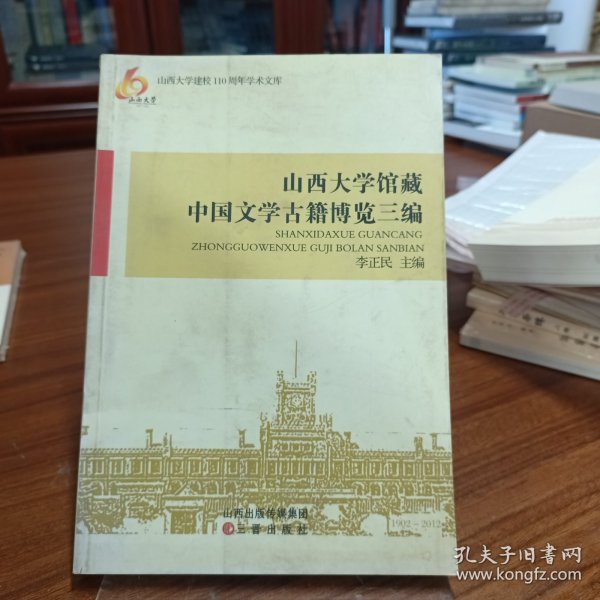 山西大学建校110周年学术文库
山西大学
山西大学馆藏
中国文学古籍博览三编
SHANXIDAXUE GUANCANG
ZHONGGUOWENXUE GUJI BOLAN SANBIAN
李正民 主编
山西出版传媒集团
三晋出版社
1902-2012
孔夫子旧书网
www.kongfz.com